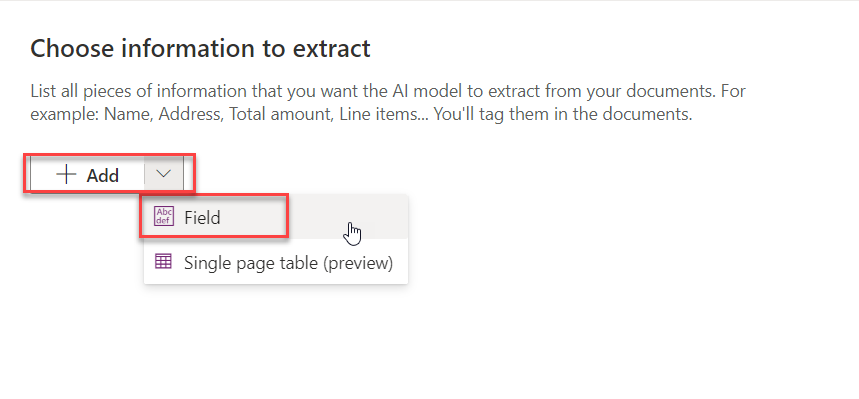 Choose information to extract
List all pieces of information that you want the AI model to extract from your documents. For
example: Name, Address, Total amount, Line items... You'll tag them in the documents.
Add
Abc
def
Field
Single page table (preview)